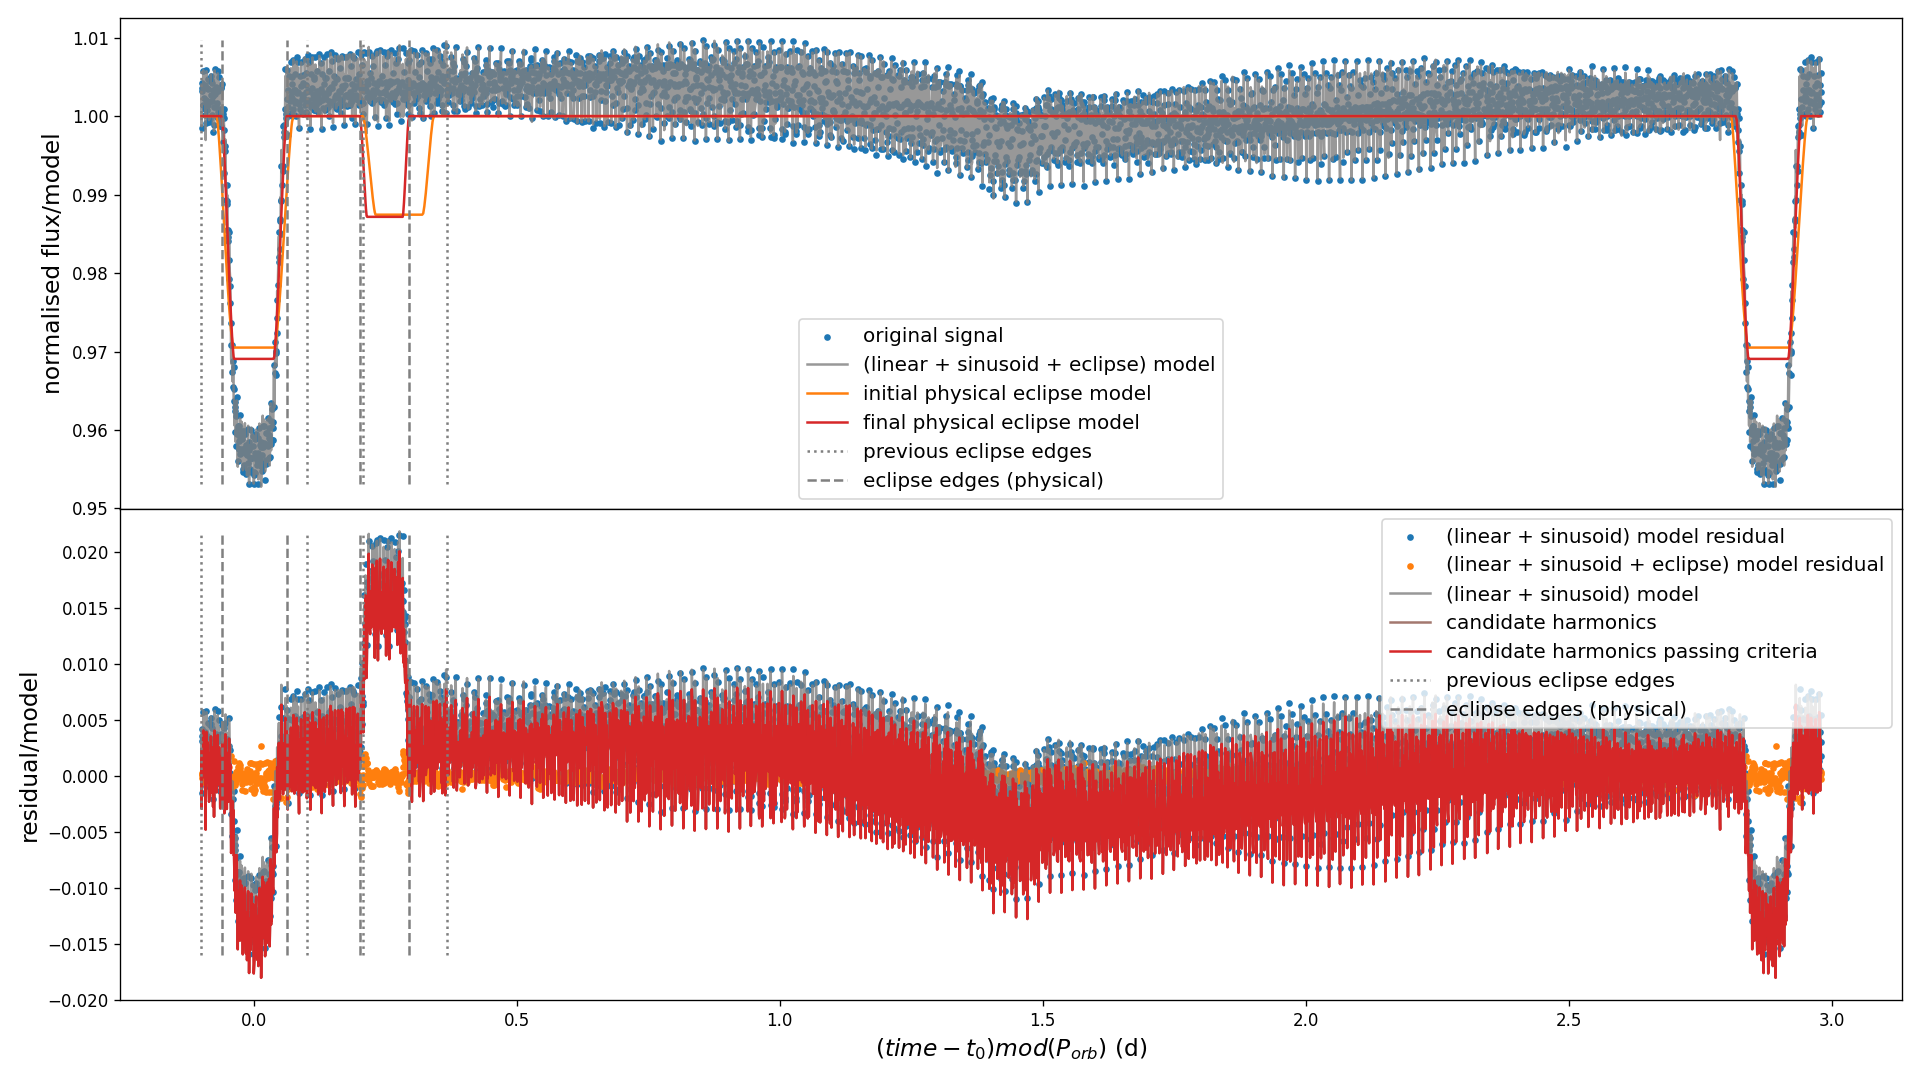 1.01
1.00
0.99
0.98
0.97
0.96
0.95
normalised flux/model
original signal
(linear + sinusoid + eclipse) model
initial physical eclipse model
final physical eclipse model
previous eclipse edges
eclipse edges (physical)
0.020
0.015
0.010
0.005
0.000
−0.005
−0.010
−0.015
−0.020
residual/model
(linear + sinusoid) model residual
(linear + sinusoid + eclipse) model residual
(linear + sinusoid) model
candidate harmonics
candidate harmonics passing criteria
previous eclipse edges
eclipse edges (physical)
0.0 0.5 1.0 1.5 2.0 2.5 3.0
(time − t₀)mod(P_orb) (d)